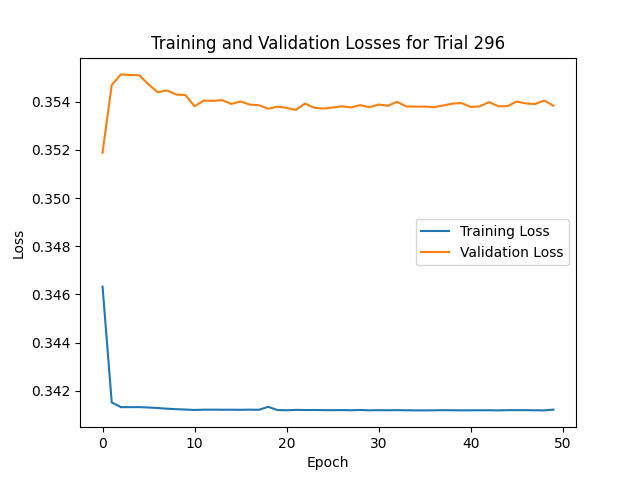 Training and Validation Losses for Trial 296
Loss
0.354
0.352
0.350
0.348
0.346
0.344
0.342
Training Loss
Validation Loss
0
10
20
30
40
50
Epoch